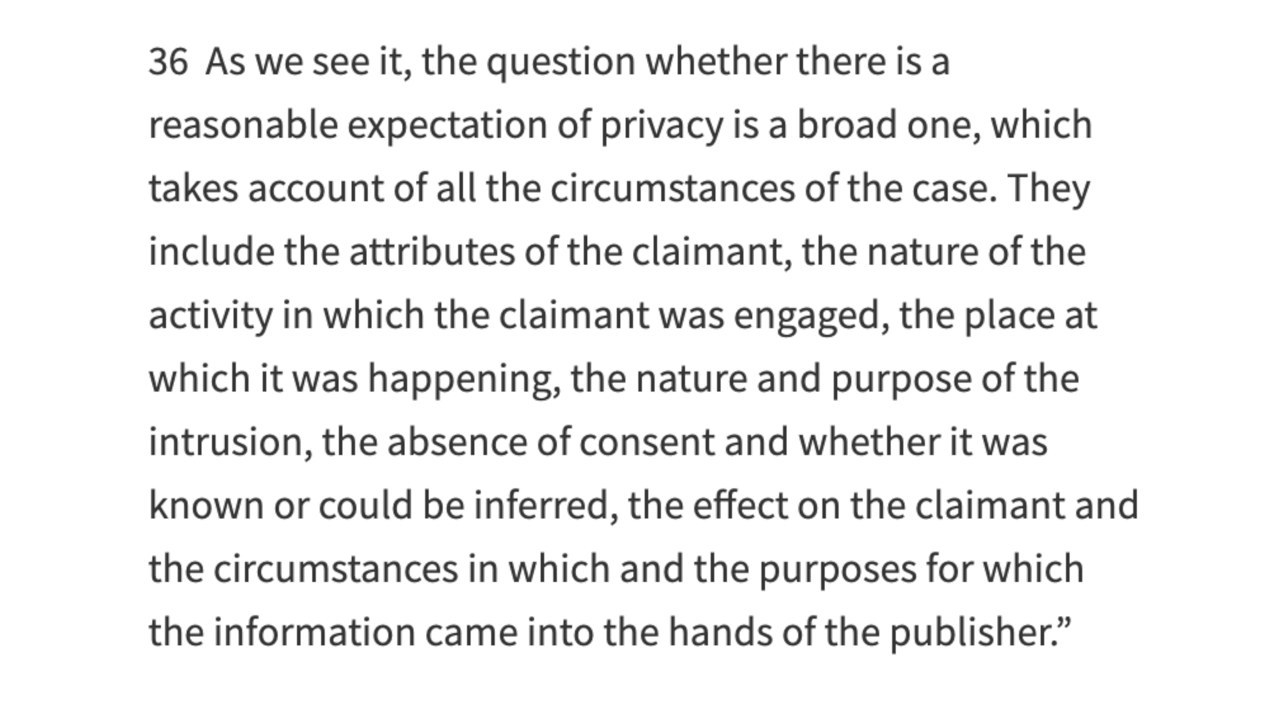 36 As we see it, the question whether there is a
reasonable expectation of privacy is a broad one, which
takes account of all the circumstances of the case. They
include the attributes of the claimant, the nature of the
activity in which the claimant was engaged, the place at
which it was happening, the nature and purpose of the
intrusion, the absence of consent and whether it was
known or could be inferred, the effect on the claimant and
the circumstances in which and the purposes for which
the information came into the hands of the publisher.”